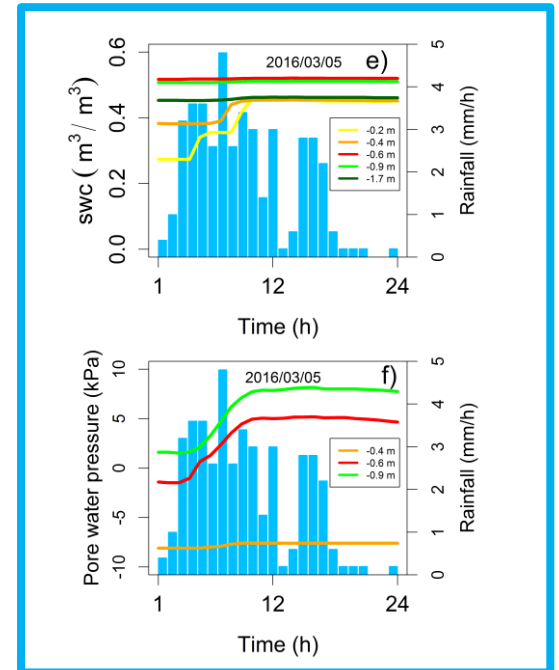 e)
2016/03/05
swc ( m³/ m³)
0.0 0.2 0.4 0.6
-0.2 m
-0.4 m
-0.6 m
-0.9 m
-1.7 m
0 1 2 3 4 5
Rainfall (mm/h)
1 12 24
Time (h)
f)
2016/03/05
Pore water pressure (kPa)
-10 -5 0 5 10
-0.4 m
-0.6 m
-0.9 m
0 1 2 3 4 5
Rainfall (mm/h)
1 12 24
Time (h)